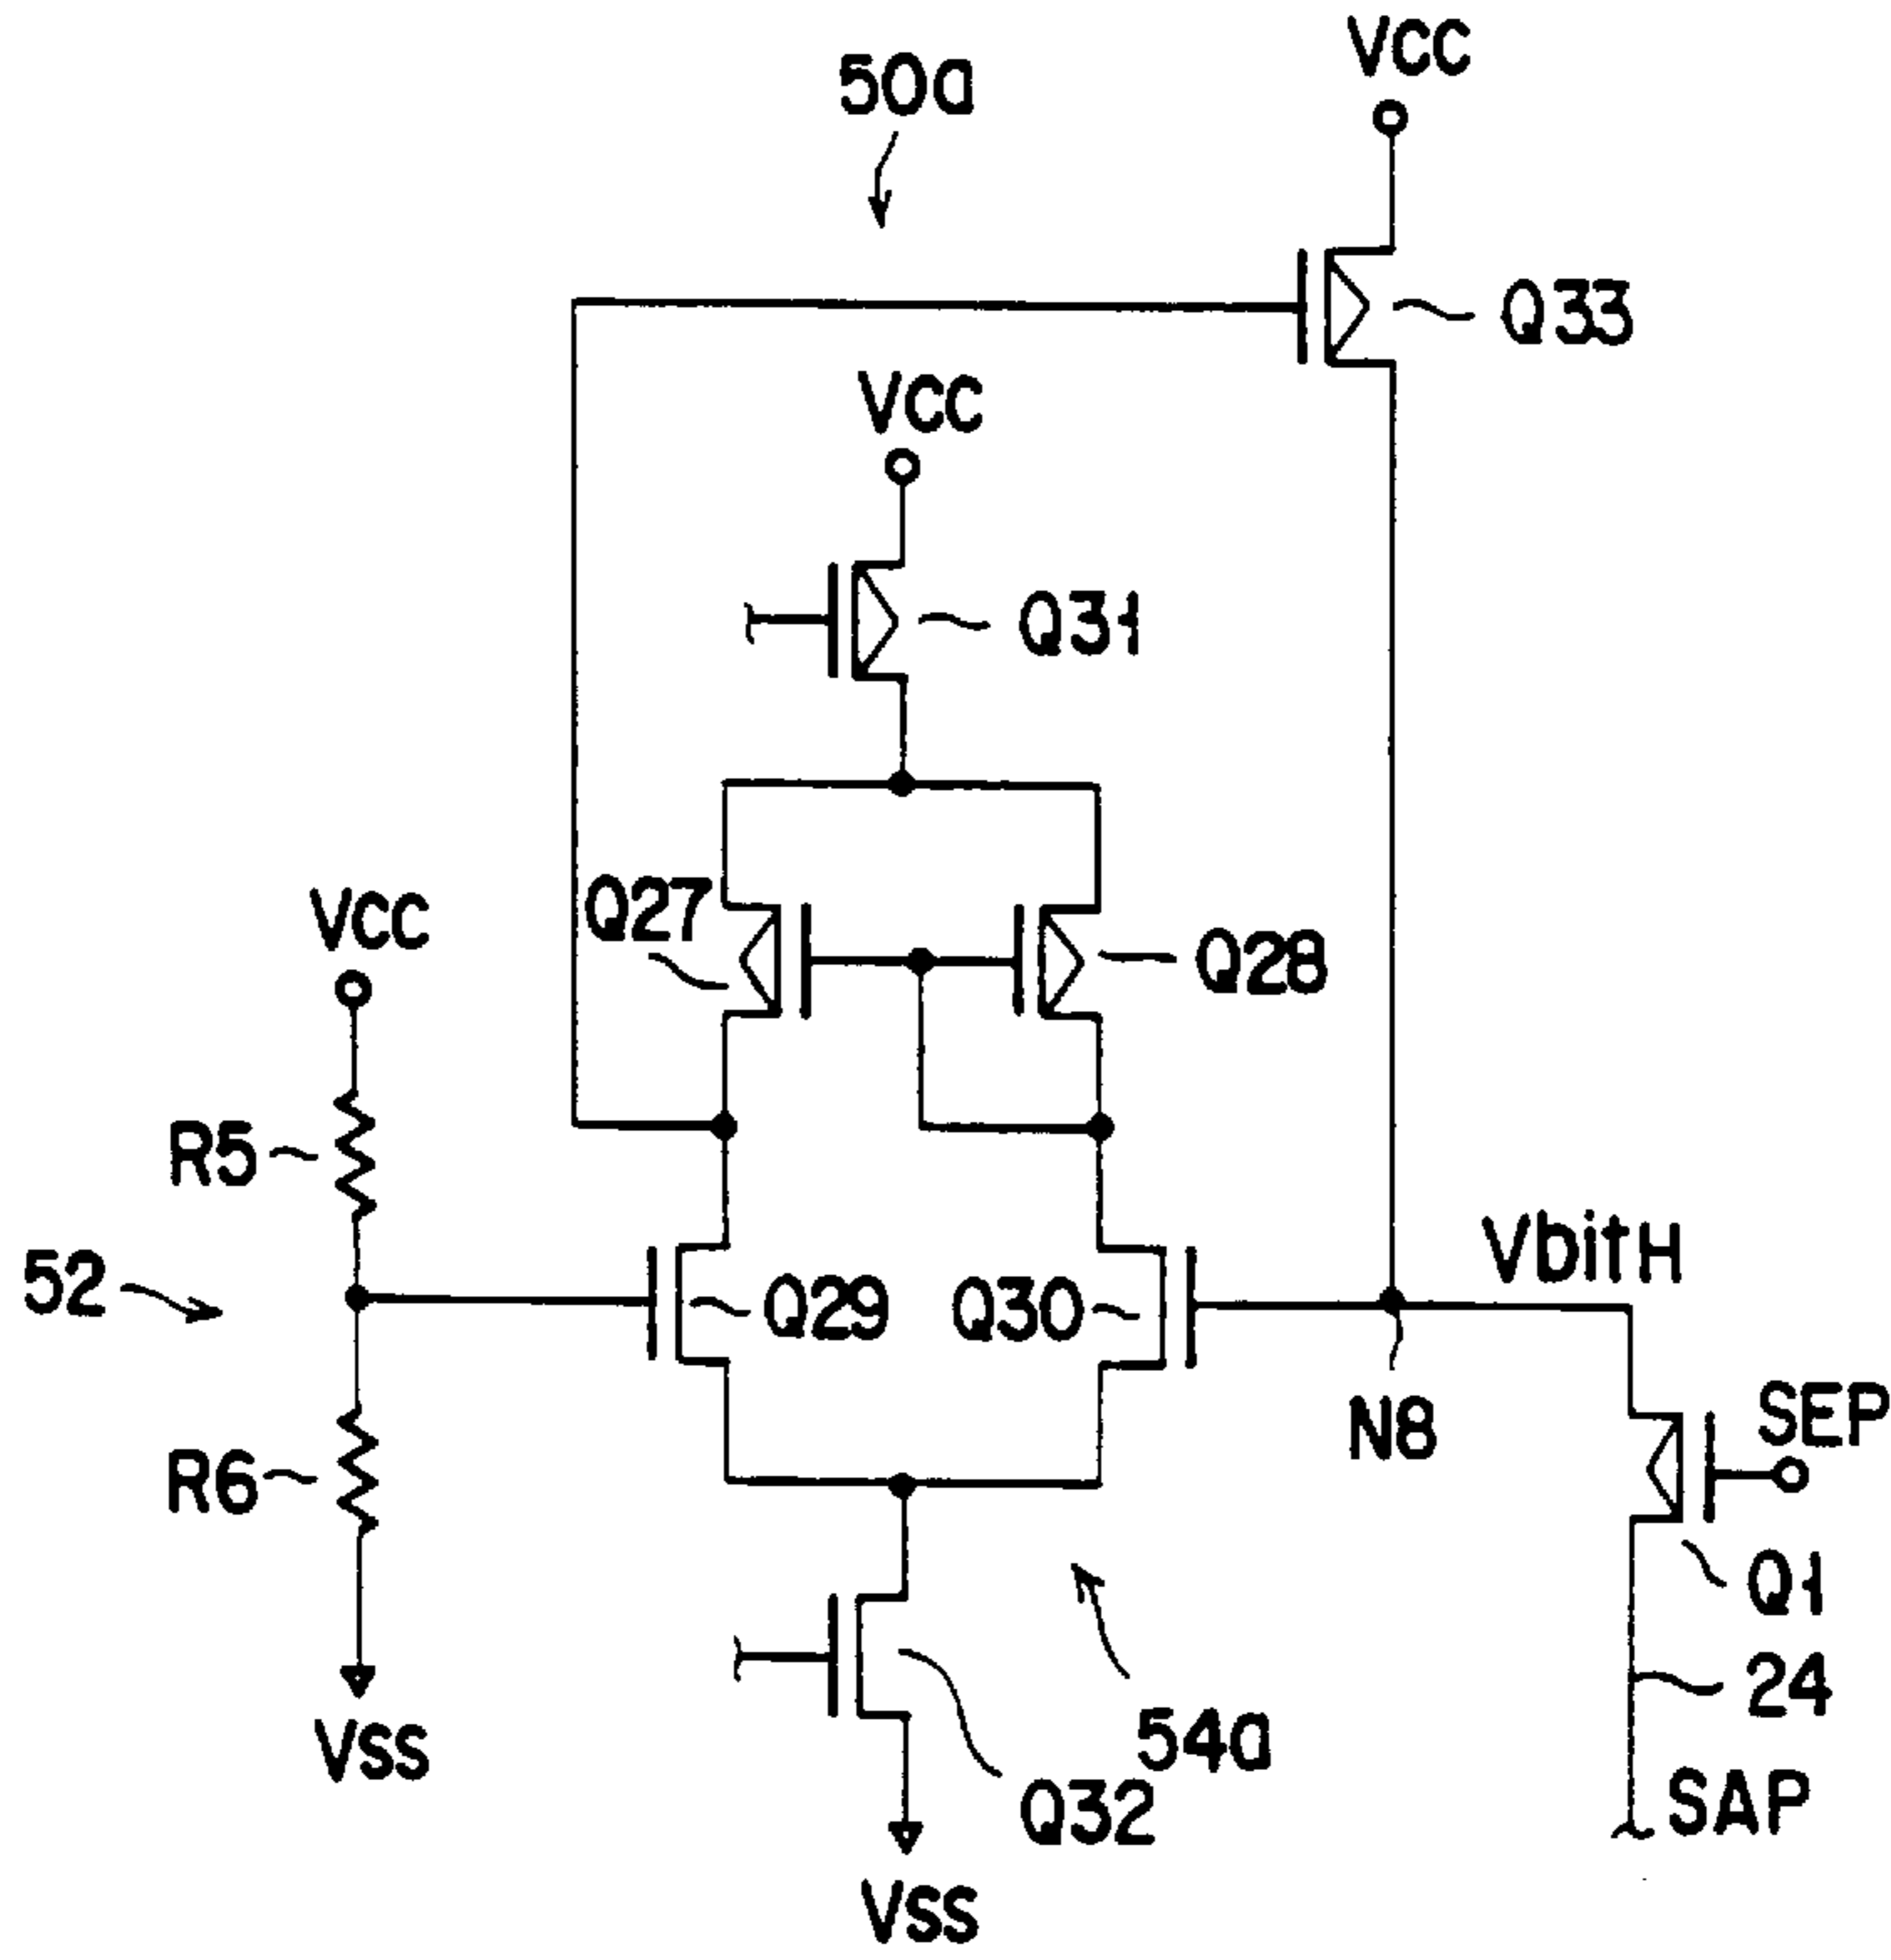 VCC
50a
Q33
VCC
Q31
Q27
VCC
Q28
R5
VbitH
52
Q29
Q30
SEP
N8
R6
Q1
24
54a
VSS
SAP
Q32
VSS